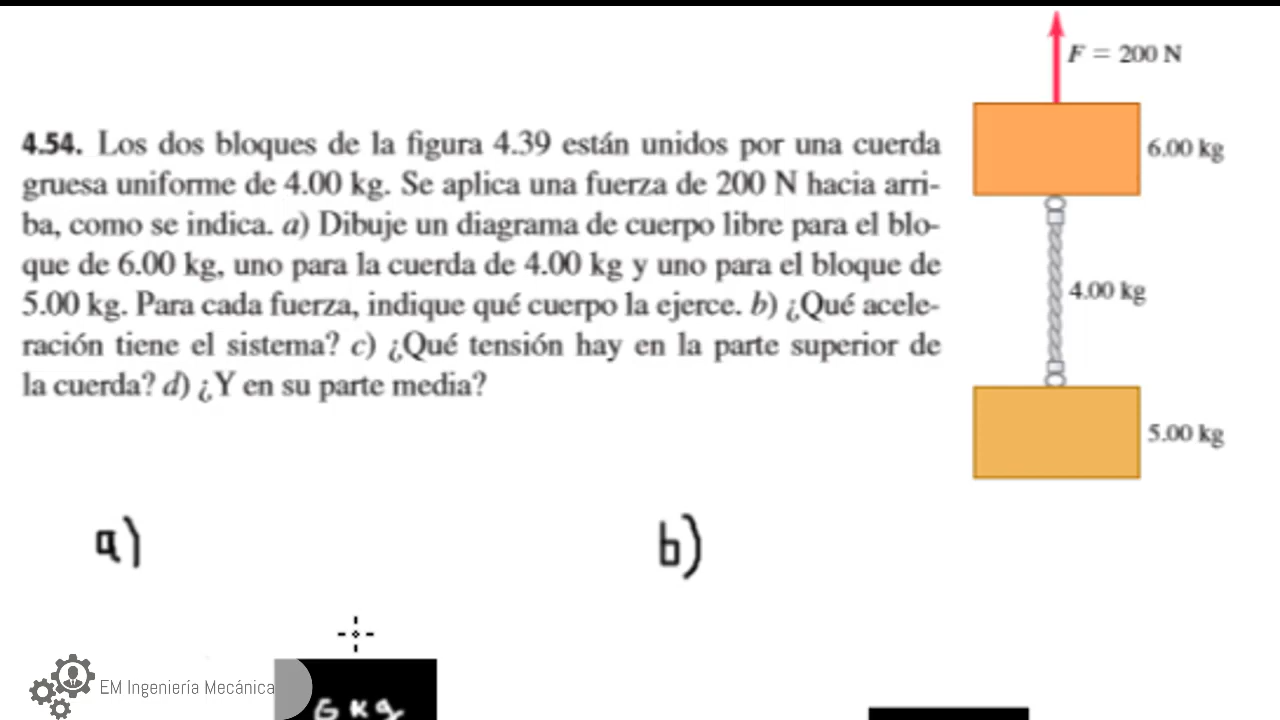 F = 200 N
4.54. Los dos bloques de la figura 4.39 están unidos por una cuerda
gruesa uniforme de 4.00 kg. Se aplica una fuerza de 200 N hacia arri-
ba, como se indica. a) Dibuje un diagrama de cuerpo libre para el blo-
que de 6.00 kg, uno para la cuerda de 4.00 kg y uno para el bloque de
5.00 kg. Para cada fuerza, indique qué cuerpo la ejerce. b) ¿Qué acele-
ración tiene el sistema? c) ¿Qué tensión hay en la parte superior de
la cuerda? d) ¿Y en su parte media?
6.00 kg
4.00 kg
5.00 kg
a)
b)
EM Ingeniería Mecánica
6 kg